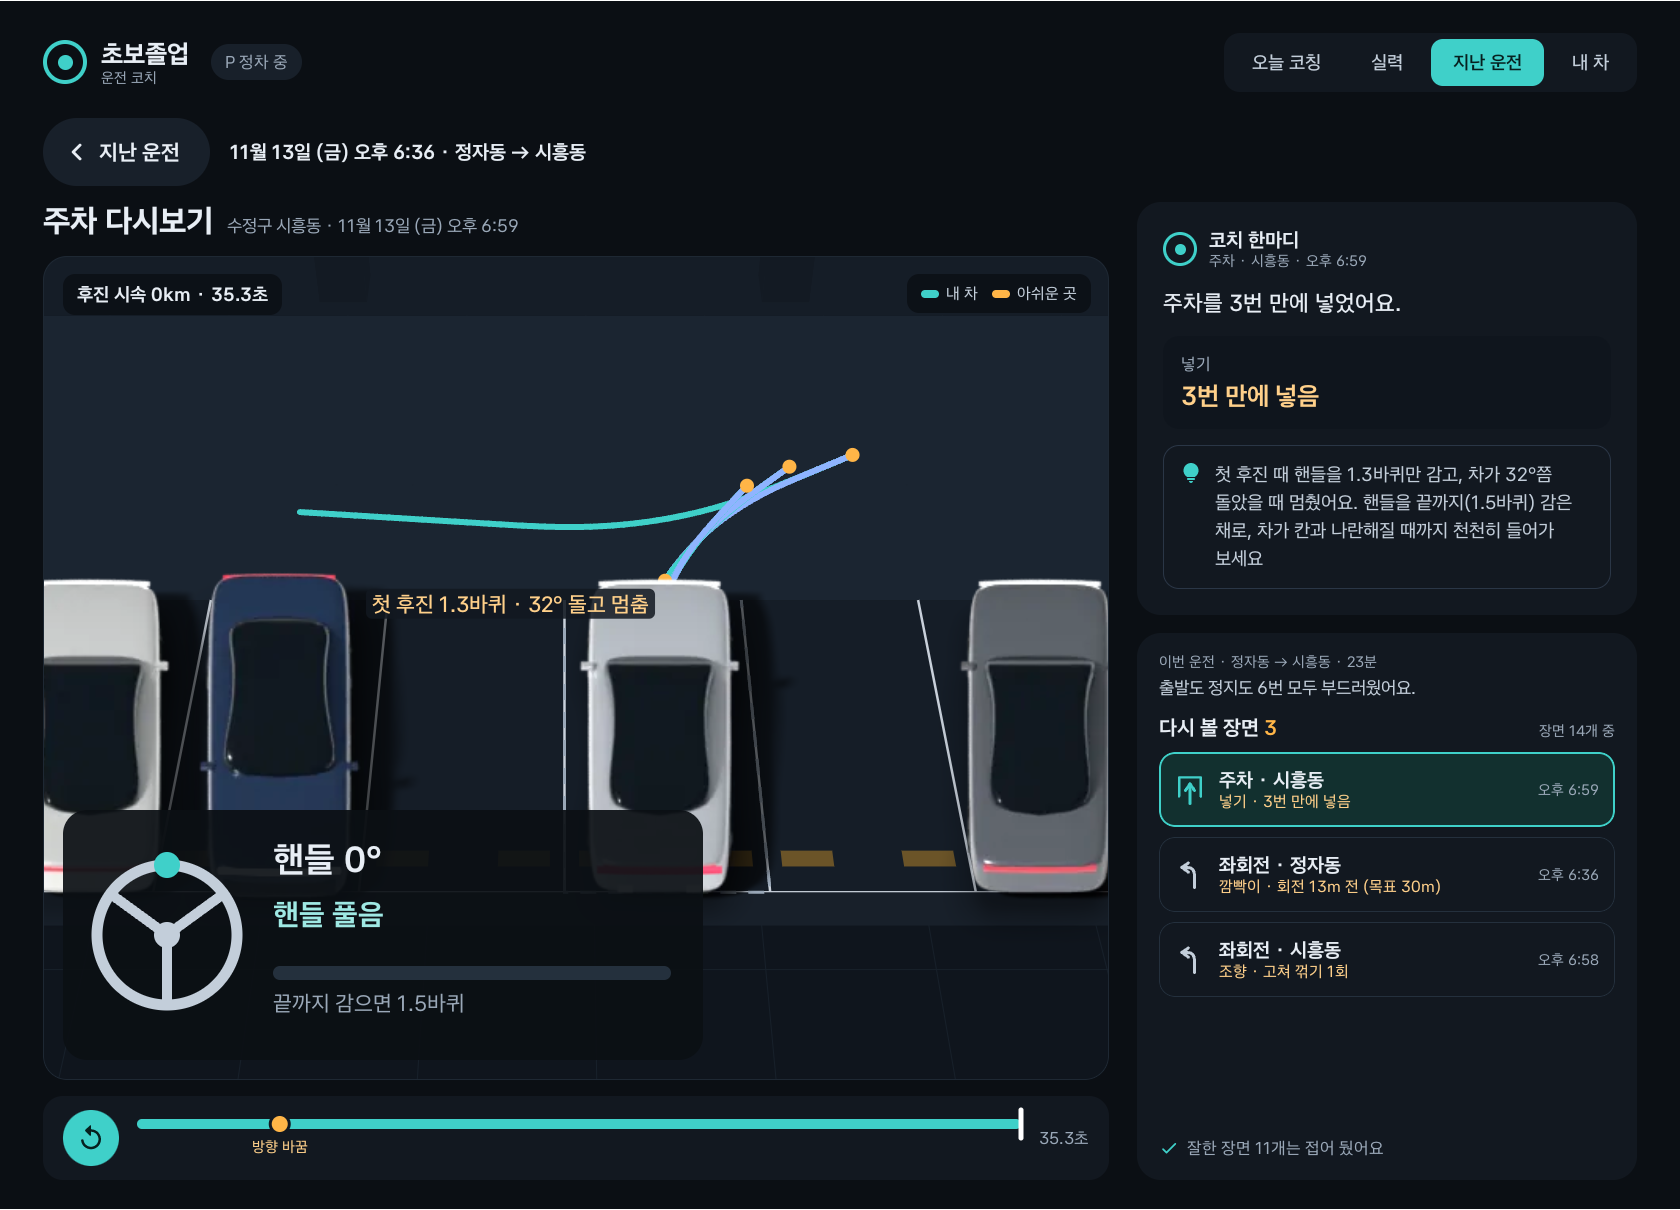 초보졸업
운전 코치
P 정차 중
오늘 코칭
실력
지난 운전
내 차
지난 운전
11월 13일 (금) 오후 6:36 · 정자동 → 시흥동
주차 다시보기
수정구 시흥동 · 11월 13일 (금) 오후 6:59
후진 시속 0km · 35.3초
내 차
아쉬운 곳
첫 후진 1.3바퀴 · 32° 돌고 멈춤
핸들 0°
핸들 풀음
끝까지 감으면 1.5바퀴
방향 바꿈
35.3초
코치 한마디
주차 · 시흥동 · 오후 6:59
주차를 3번 만에 넣었어요.
넣기
3번 만에 넣음
첫 후진 때 핸들을 1.3바퀴만 감고, 차가 32°쯤
돌았을 때 멈췄어요. 핸들을 끝까지(1.5바퀴) 감은
채로, 차가 칸과 나란해질 때까지 천천히 들어가
보세요
이번 운전 · 정자동 → 시흥동 · 23분
출발도 정지도 6번 모두 부드러웠어요.
다시 볼 장면 3
장면 14개 중
주차 · 시흥동
넣기 · 3번 만에 넣음
오후 6:59
좌회전 · 정자동
깜빡이 · 회전 13m 전 (목표 30m)
오후 6:36
좌회전 · 시흥동
조향 · 고쳐 꺾기 1회
오후 6:58
잘한 장면 11개는 접어 뒀어요